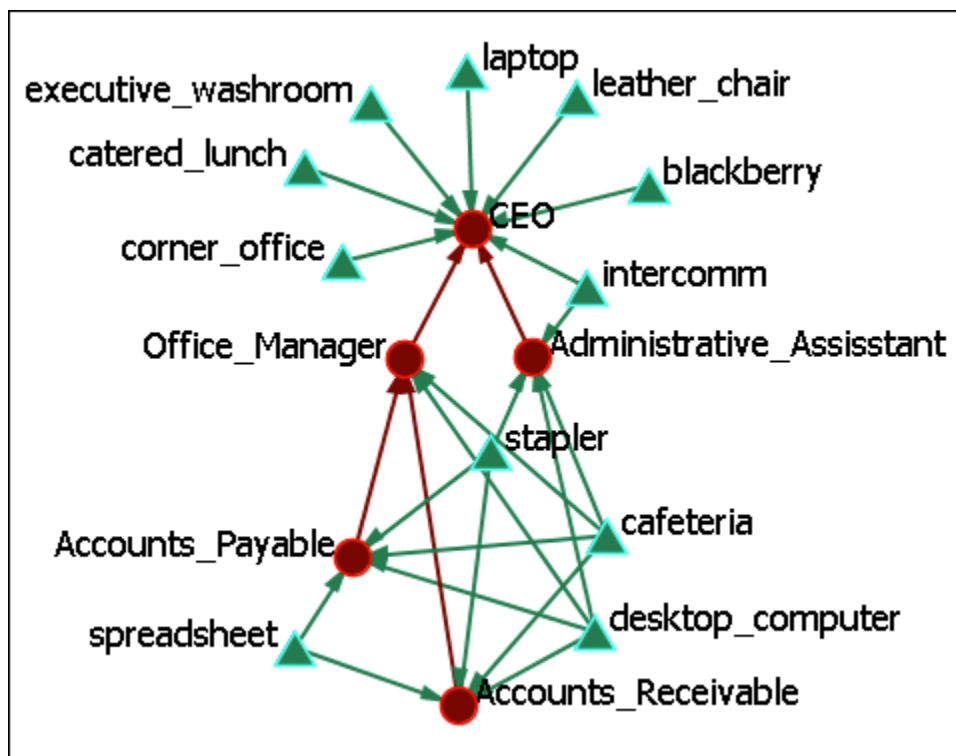 laptop
executive_washroom
leather_chair
catered_lunch
blackberry
CEO
corner_office
intercomm
Office_Manager
Administrative_Assisstant
stapler
cafeteria
Accounts_Payable
desktop_computer
spreadsheet
Accounts_Receivable